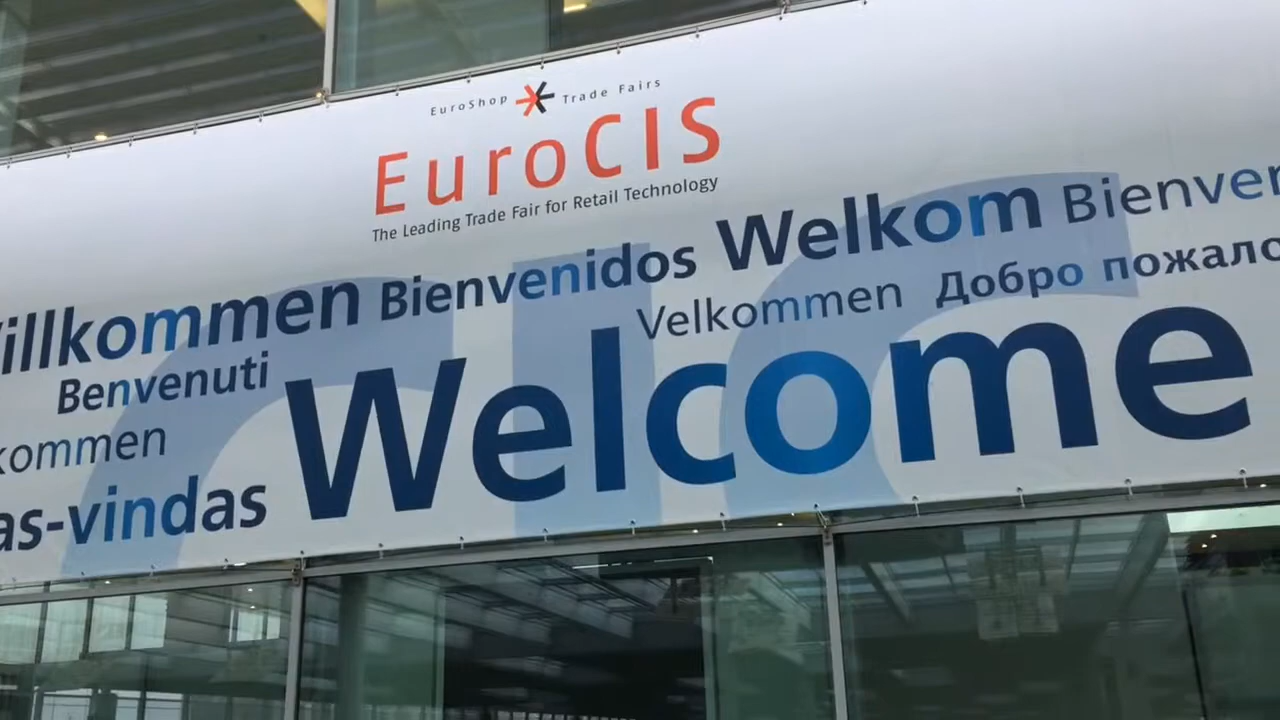 EuroShop Trade Fairs
EuroCIS
The Leading Trade Fair for Retail Technology
illkommen Bienvenidos Welkom Bienven
Benvenuti Velkommen Добро пожало
kommen Welcome
as-vindas